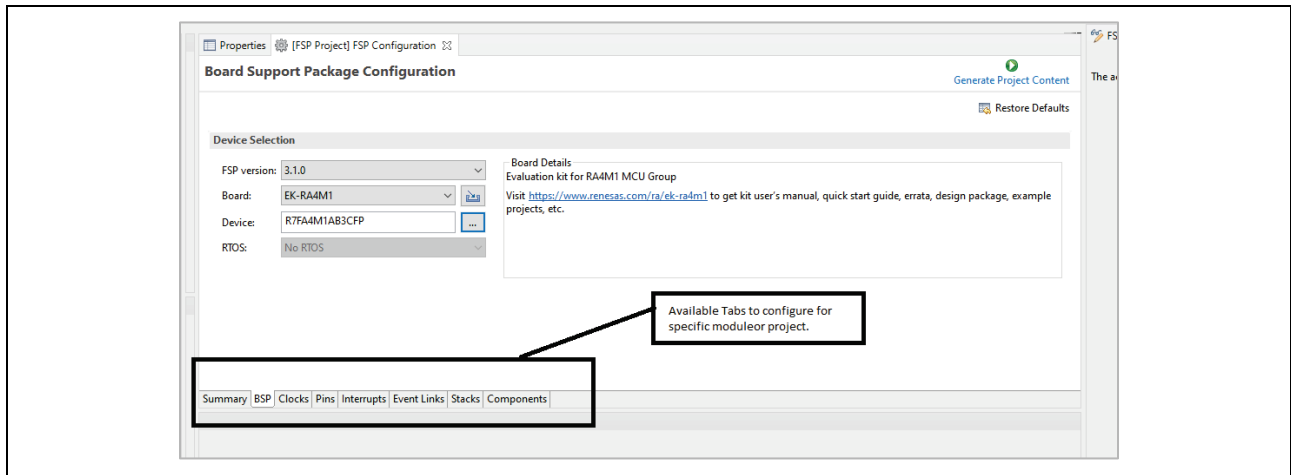 Properties [FSP Project] FSP Configuration
FS
Board Support Package Configuration
Generate Project Content
The
Restore Defaults
Device Selection
FSP version: 3.1.0
Board: EK-RA4M1
Device: R7FA4M1AB3CFP ...
RTOS: No RTOS
Board Details
Evaluation kit for RA4M1 MCU Group
Visit https://www.renesas.com/ra/ek-ra4m1 to get kit user's manual, quick start guide, errata, design package, example
projects, etc.
Available Tabs to configure for
specific moduleor project.
Summary BSP Clocks Pins Interrupts Event Links Stacks Components